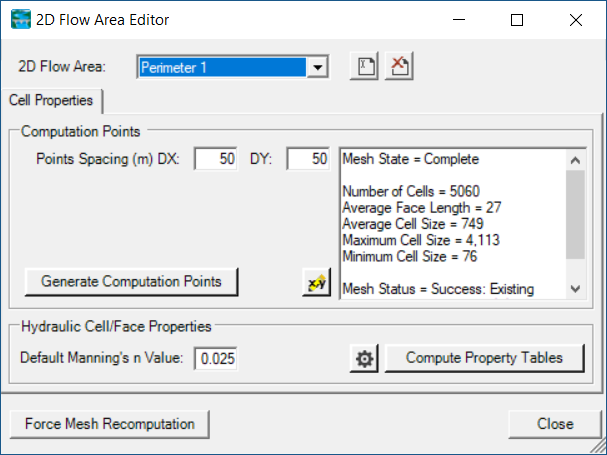 2D Flow Area Editor
2D Flow Area: Perimeter 1
Cell Properties
Computation Points
Points Spacing (m) DX: 50 DY: 50
Mesh State = Complete
Number of Cells = 5060
Average Face Length = 27
Average Cell Size = 749
Maximum Cell Size = 4,113
Minimum Cell Size = 76
Mesh Status = Success: Existing
Generate Computation Points
x,y
Hydraulic Cell/Face Properties
Default Manning's n Value: 0.025
Compute Property Tables
Force Mesh Recomputation
Close